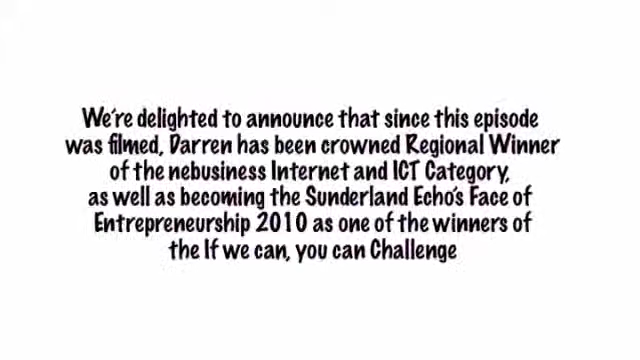 We're delighted to announce that since this episode
was filmed, Darren has been crowned Regional Winner
of the nebusiness Internet and ICT Category,
as well as becoming the Sunderland Echo's Face of
Entrepreneurship 2010 as one of the winners of
the If we can, you can Challenge